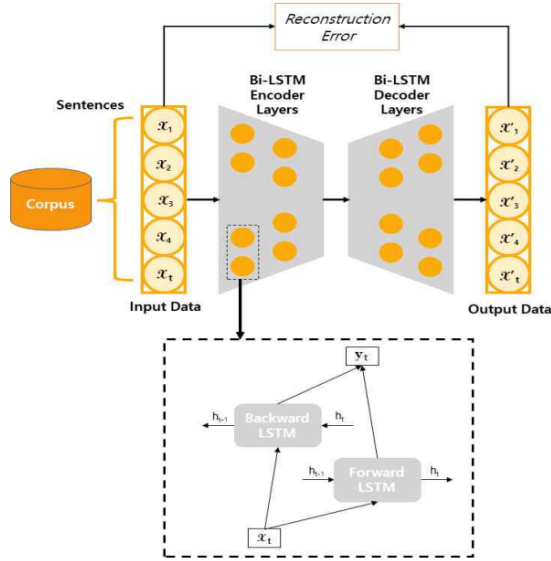 Reconstruction
Error
Bi-LSTM
Encoder
Layers
Bi-LSTM
Decoder
Layers
Sentences
Corpus
x₁
x₂
x₃
x₄
xₜ
x'₁
x'₂
x'₃
x'₄
x'ₜ
Input Data
Output Data
yₜ
hₜ₋₁
Backward
LSTM
hₜ
hₜ₋₁
Forward
LSTM
hₜ
xₜ